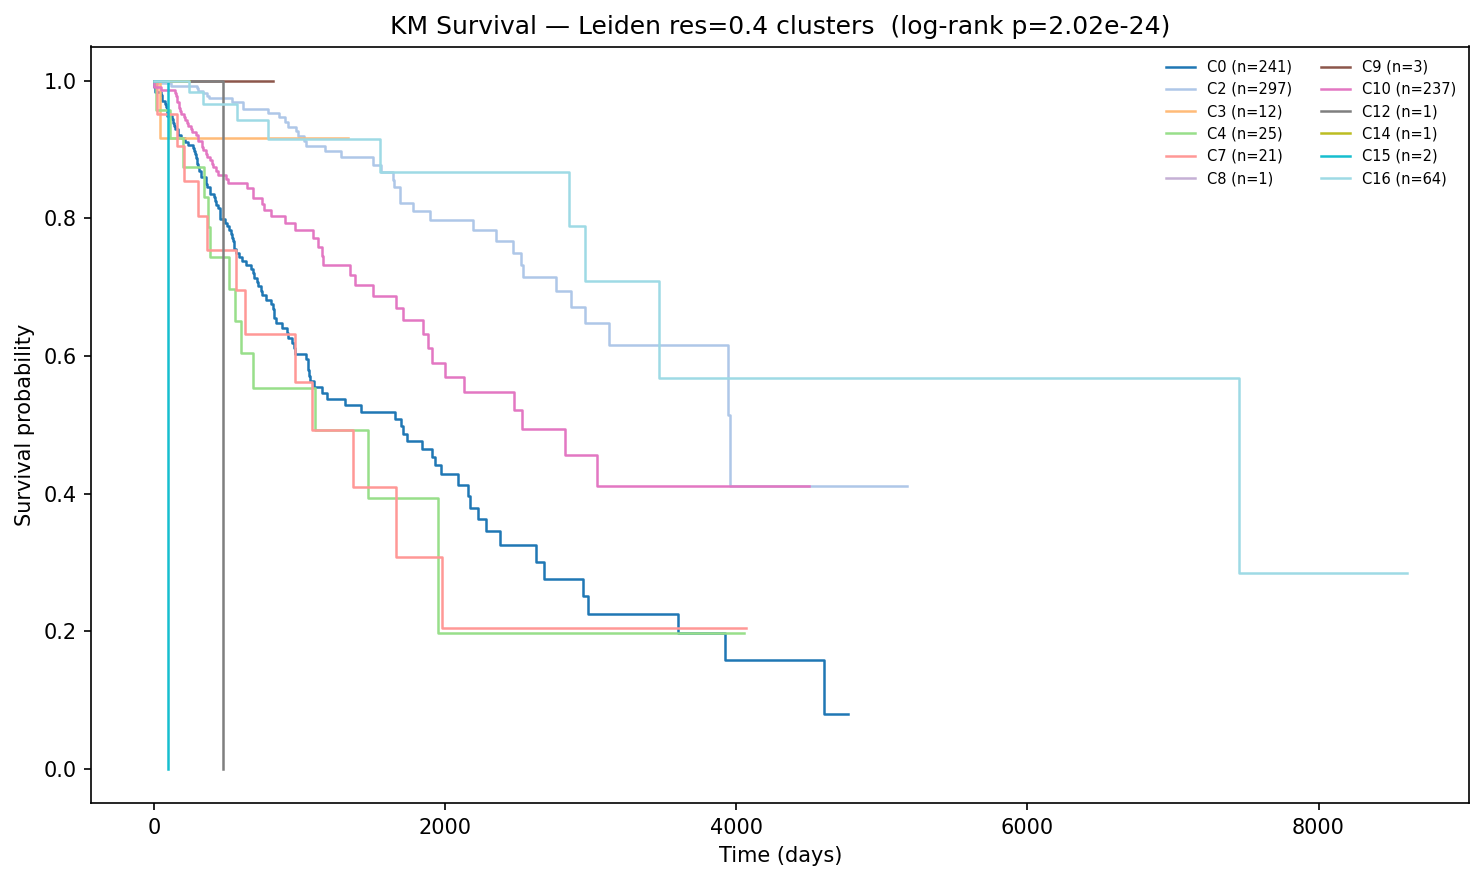 KM Survival — Leiden res=0.4 clusters  (log-rank p=2.02e-24)
C0 (n=241)
C2 (n=297)
C3 (n=12)
C4 (n=25)
C7 (n=21)
C8 (n=1)
C9 (n=3)
C10 (n=237)
C12 (n=1)
C14 (n=1)
C15 (n=2)
C16 (n=64)
Survival probability
1.0
0.8
0.6
0.4
0.2
0.0
0 2000 4000 6000 8000
Time (days)